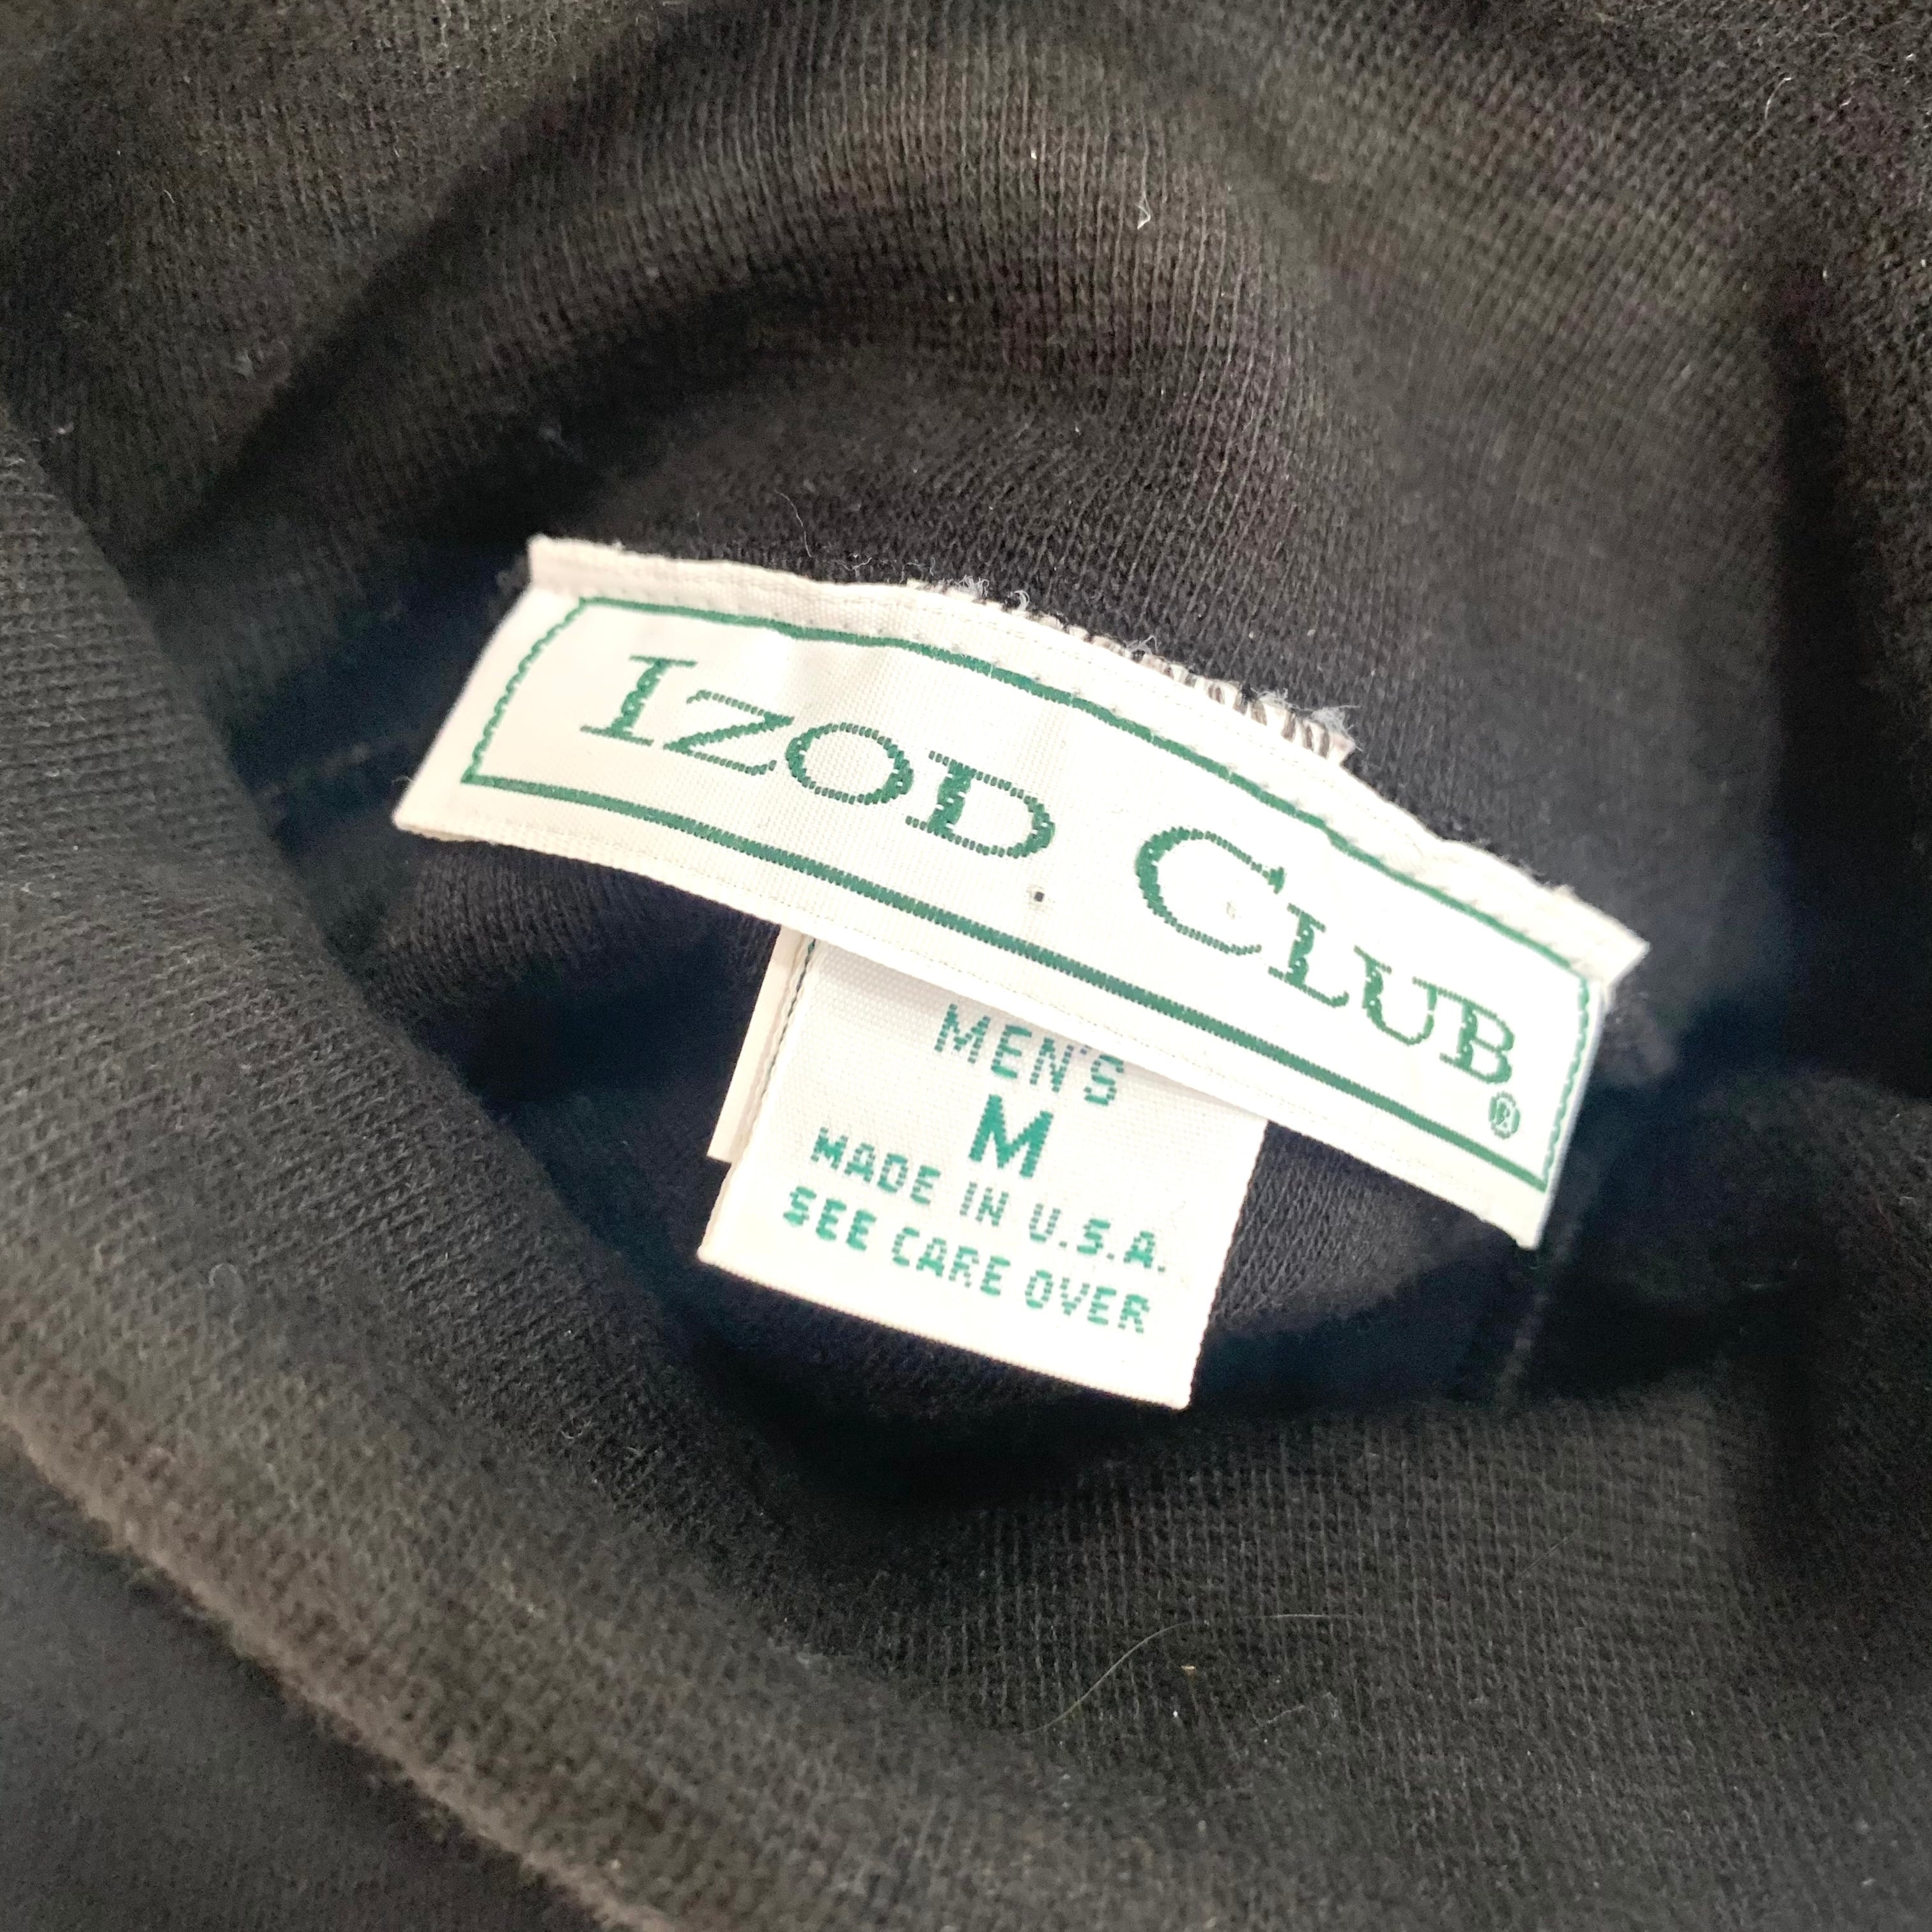 IZOD CLUB®
MEN'S
M
MADE IN U.S.A.
SEE CARE OVER